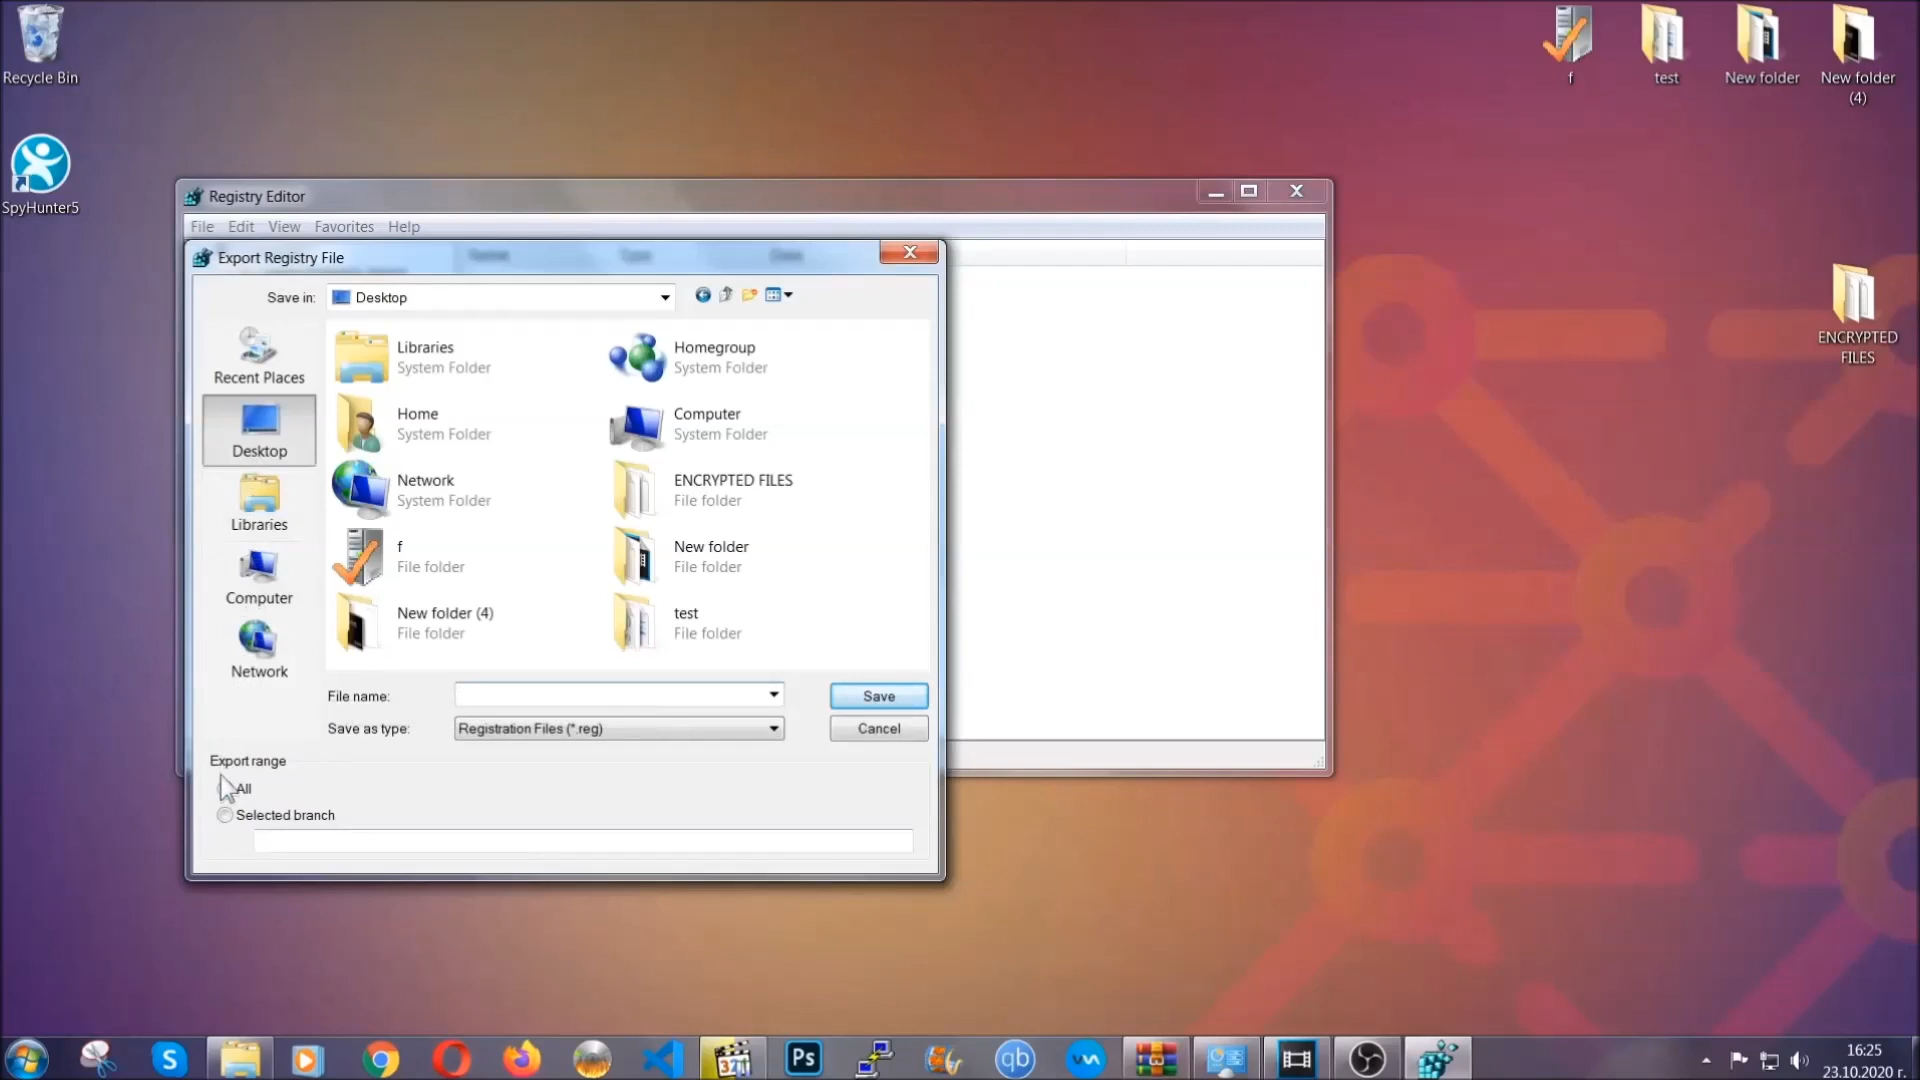 Recycle Bin
SpyHunter5
f
test
New folder
New folder
(4)
ENCRYPTED
FILES
Registry Editor
File Edit View Favorites Help
Export Registry File
Save in:
Desktop
Recent Places
Desktop
Libraries
Computer
Network
Libraries
System Folder
Homegroup
System Folder
Home
System Folder
Computer
System Folder
Network
System Folder
ENCRYPTED FILES
File folder
f
File folder
New folder
File folder
New folder (4)
File folder
test
File folder
File name:
Save
Save as type:
Registration Files (*.reg)
Cancel
Export range
All
Selected branch
S
321
Ps
qb
16:25
23.10.2020 г.